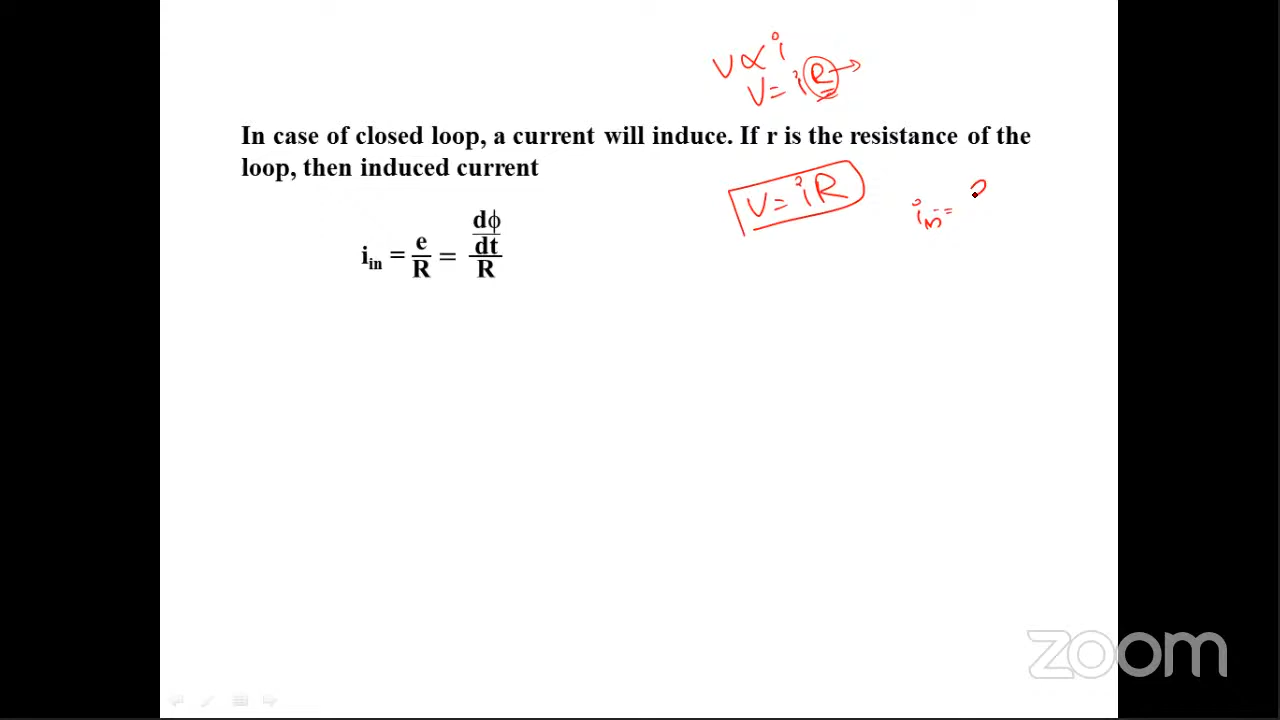 V ∝ i
V = iR
In case of closed loop, a current will induce. If r is the resistance of the
loop, then induced current
V = iR
i_in =
i_in = e/R = (dϕ/dt)/R
zoom